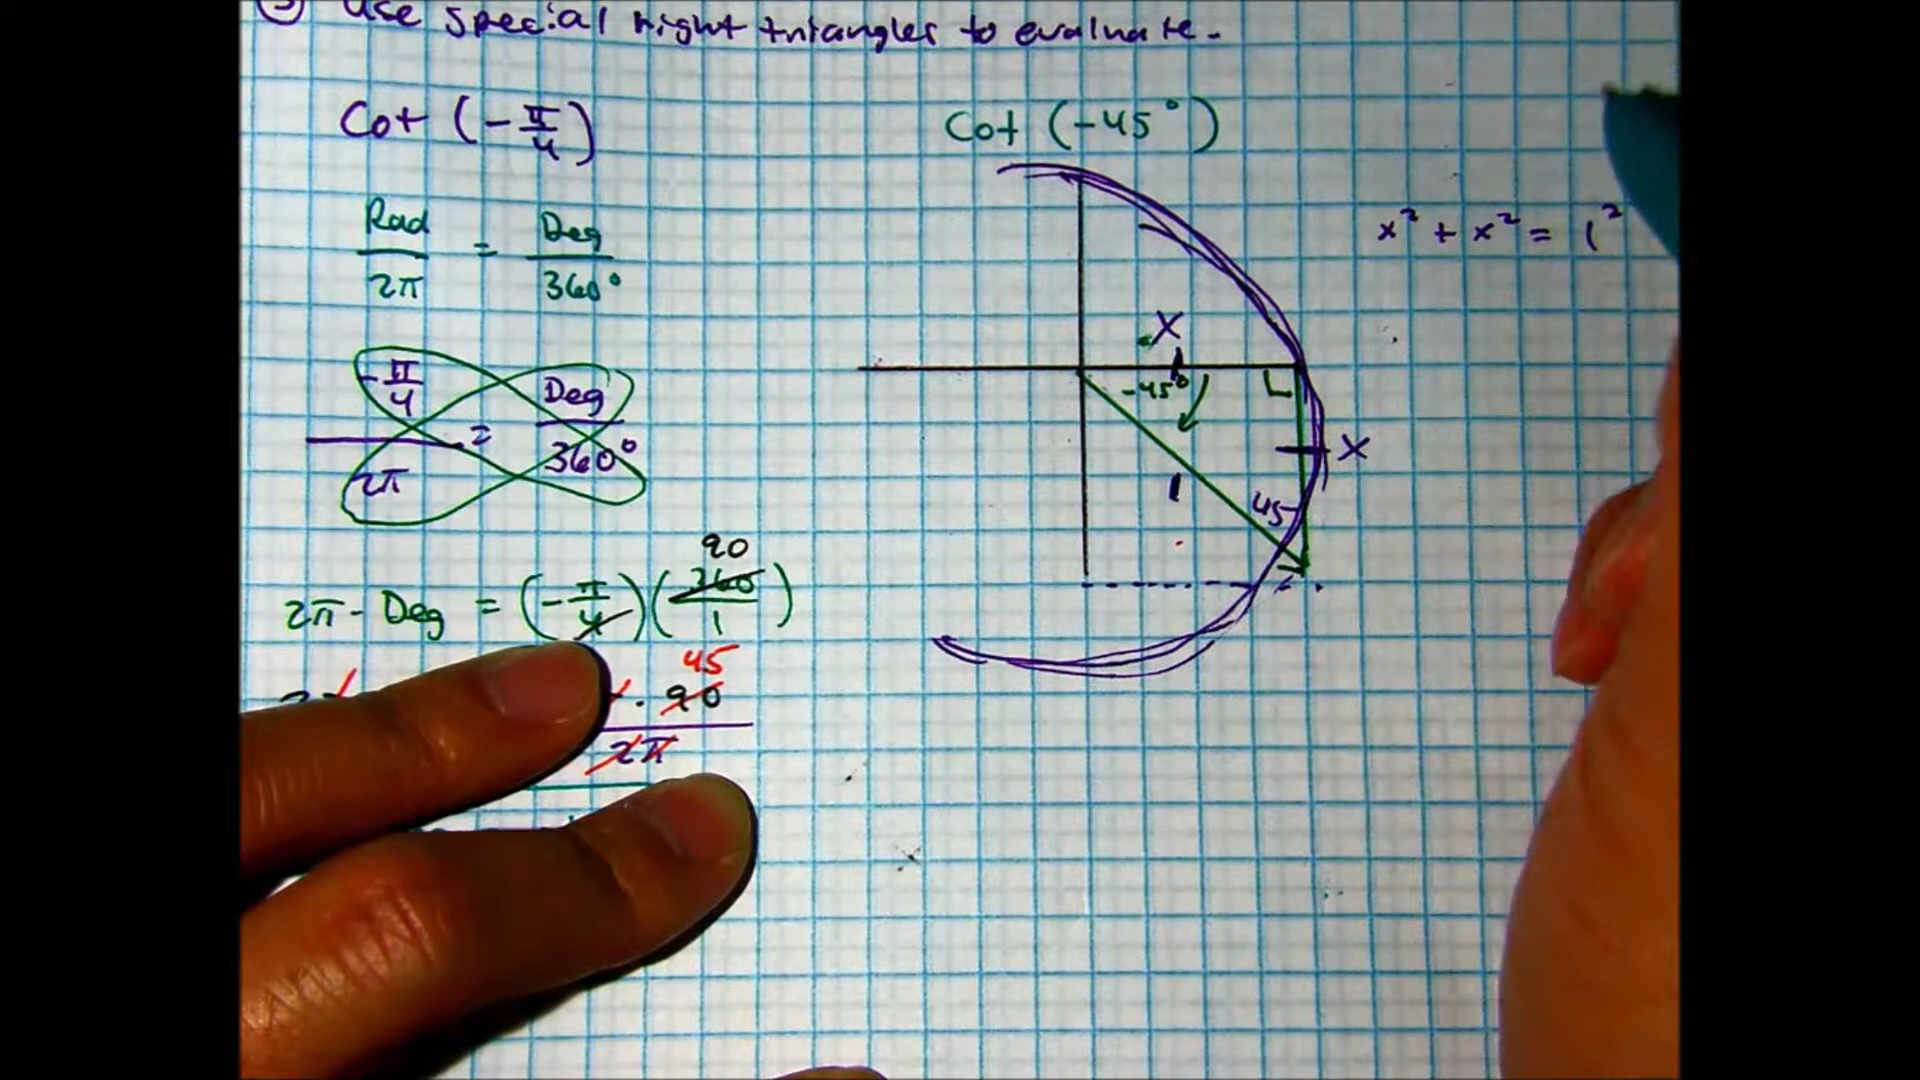 ③ Use special right triangles to evaluate.
Cot (-π/4)
Rad/2π = Deg/360°
-π/4 / 2π = Deg/360°
2π - Deg = (-π/4)(360/1)
90
45
· 90
2π
Cot (-45°)
x² + x² = 1²
X
-45°
X
1
45